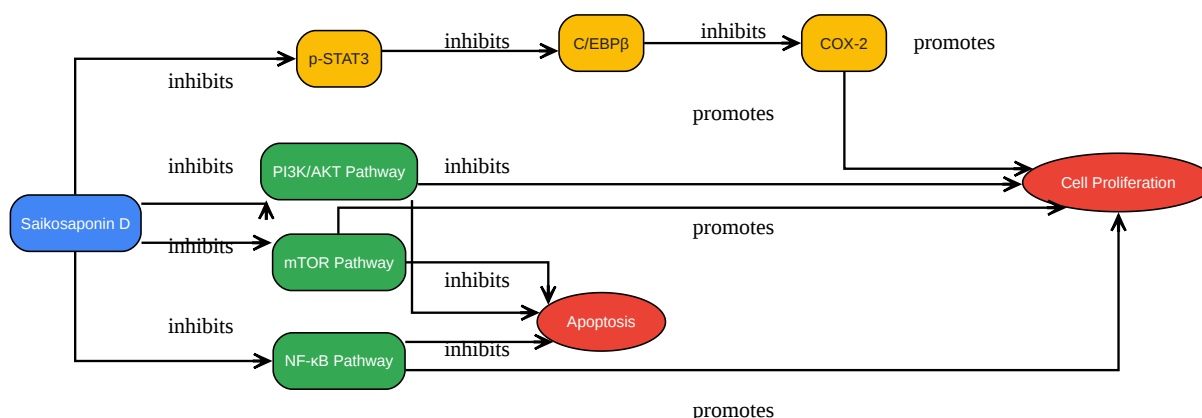 inhibits
C/EBPβ
inhibits
COX-2
promotes
p-STAT3
inhibits
promotes
inhibits
PI3K/AKT Pathway
inhibits
Cell Proliferation
Saikosaponin D
promotes
inhibits
mTOR Pathway
inhibits
Apoptosis
inhibits
NF-κB Pathway
inhibits
promotes